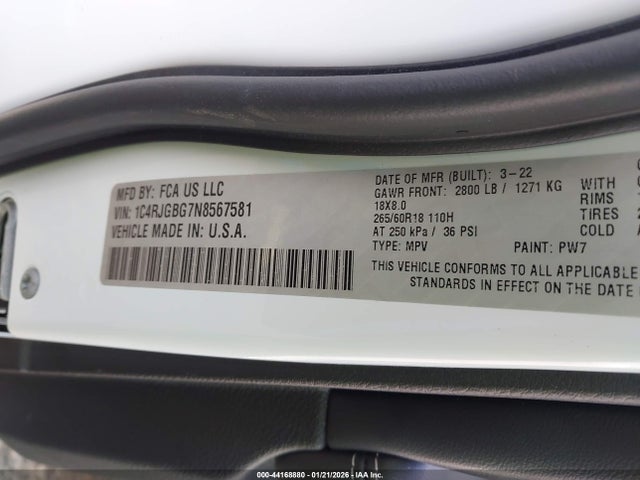 MFD BY: FCA US LLC
VIN: 1C4RJGBG7N8567581
VEHICLE MADE IN: U.S.A.
DATE OF MFR (BUILT): 3-22
GAWR FRONT: 2800 LB / 1271 KG WITH
18X8.0 RIMS
265/60R18 110H TIRES
AT 250 kPa / 36 PSI COLD
TYPE: MPV PAINT: PW7
THIS VEHICLE CONFORMS TO ALL APPLICABLE
STANDARDS IN EFFECT ON THE DATE
000-44168880 - 01/21/2026 - IAAI.COM